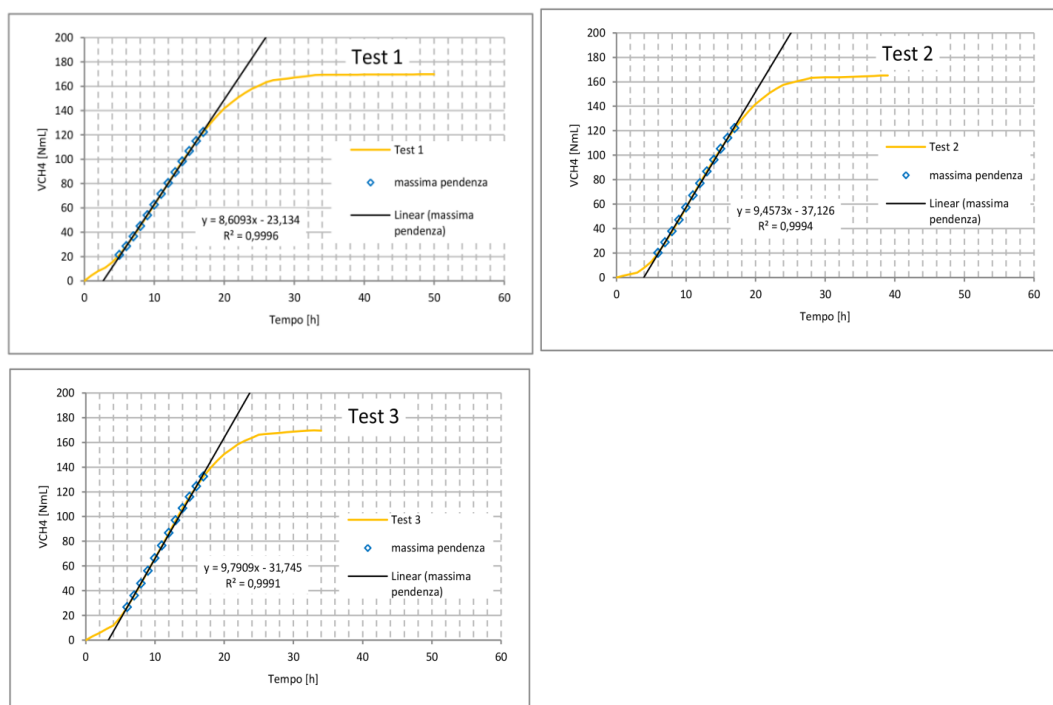 Test 1
VCH4 [NmL]
200
180
160
140
120
100
80
60
40
20
0
0 10 20 30 40 50 60
Tempo [h]
y = 8,6093x - 23,134
R² = 0,9996
Test 1
massima pendenza
Linear (massima
pendenza)
Test 2
VCH4 [NmL]
200
180
160
140
120
100
80
60
40
20
0
0 10 20 30 40 50 60
Tempo [h]
y = 9,4573x - 37,126
R² = 0,9994
Test 2
massima pendenza
Linear (massima
pendenza)
Test 3
VCH4 [NmL]
200
180
160
140
120
100
80
60
40
20
0
0 10 20 30 40 50 60
Tempo [h]
y = 9,7909x - 31,745
R² = 0,9991
Test 3
massima pendenza
Linear (massima
pendenza)